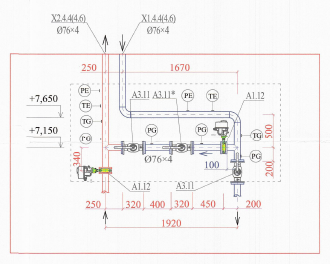 X2.4.4(4.6)
X1.4.4(4.6)
Ø76×4
Ø76×4
250
1670
PE
A3.11
A3.11*
PE
TE
A1.12
+7,650
TE
TG
500
+7,150
PG
PG
PG
TG
Ø76×4
PG
340
100
200
A1.12
A3.11
250
320
400
320
450
200
1920